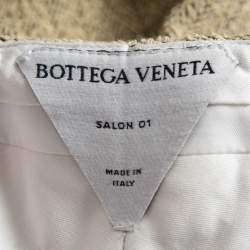 BOTTEGA VENETA
SALON 01
MADE IN
ITALY